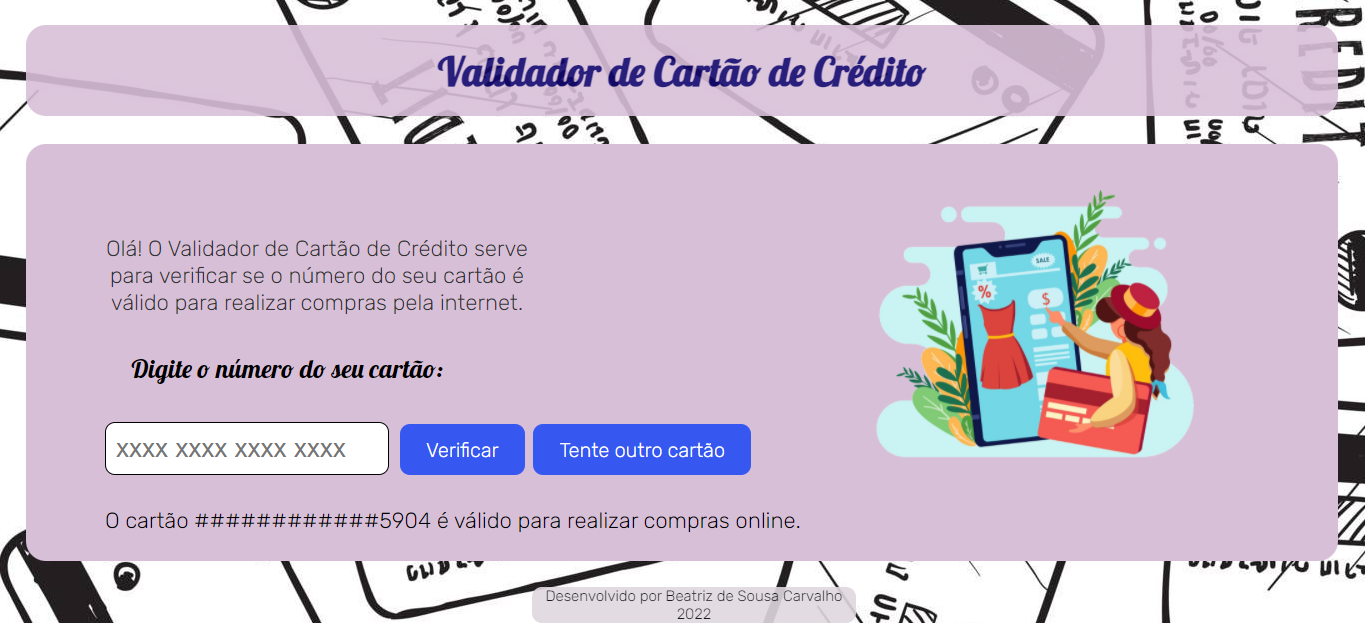 Validador de Cartão de Crédito
Olá! O Validador de Cartão de Crédito serve
para verificar se o número do seu cartão é
válido para realizar compras pela internet.
SALE
%
$
Digite o número do seu cartão:
XXXX XXXX XXXX XXXX
Verificar
Tente outro cartão
O cartão ############5904 é válido para realizar compras online.
Desenvolvido por Beatriz de Sousa Carvalho
2022